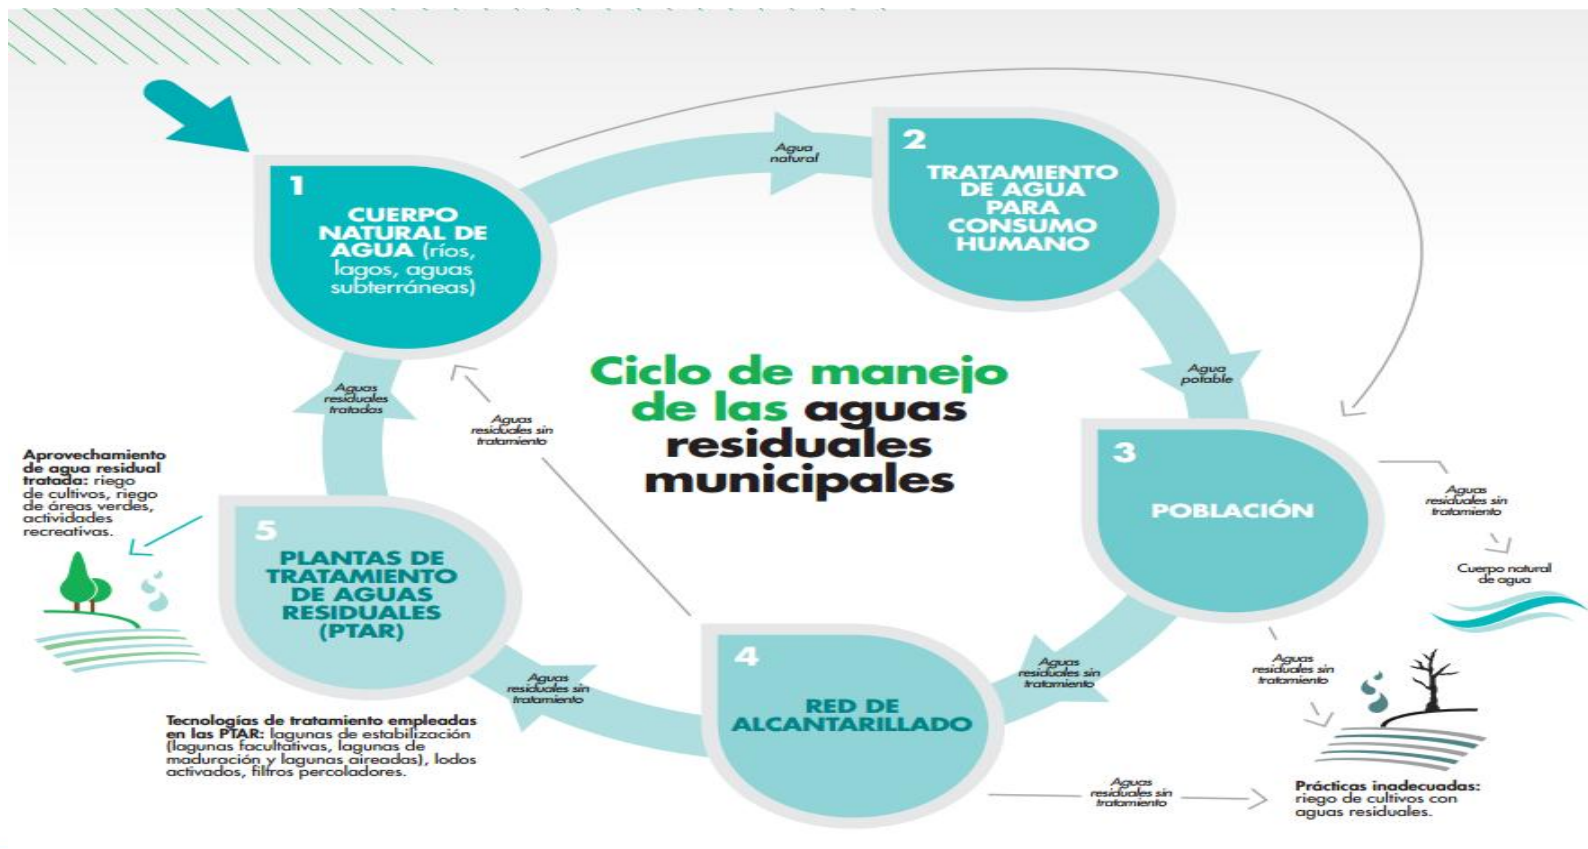 1
CUERPO
NATURAL DE
AGUA (ríos,
lagos, aguas
subterráneas)
Agua
natural
2
TRATAMIENTO
DE AGUA
PARA
CONSUMO
HUMANO
Agua
potable
Ciclo de manejo
de las aguas
residuales
municipales
3
POBLACIÓN
Aguas
residuales sin
tratamiento
Cuerpo natural
de agua
Aguas
residuales sin
tratamiento
Aguas
residuales sin
tratamiento
4
RED DE
ALCANTARILLADO
Aguas
residuales sin
tratamiento
Prácticas inadecuadas:
riego de cultivos con
aguas residuales.
Aguas
residuales sin
tratamiento
Aguas
residuales sin
tratamiento
5
PLANTAS DE
TRATAMIENTO
DE AGUAS
RESIDUALES
(PTAR)
Aguas
residuales
tratadas
Aprovechamiento
de agua residual
tratada: riego
de cultivos, riego
de áreas verdes,
actividades
recreativas.
Tecnologías de tratamiento empleadas
en las PTAR: lagunas de estabilización
(lagunas facultativas, lagunas de
maduración y lagunas aireadas), lodos
activados, filtros percoladores.